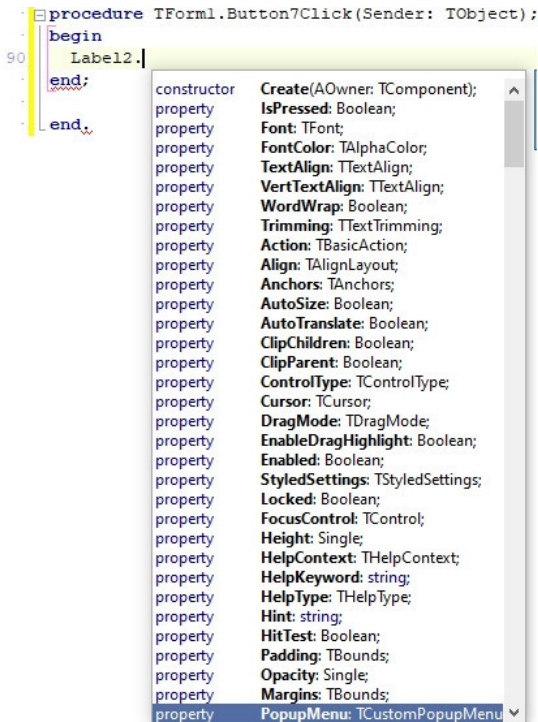 procedure TForm1.Button7Click(Sender: TObject);
begin
90 Label2.
end;
end.
constructor Create(AOwner: TComponent);
property IsPressed: Boolean;
property Font: TFont;
property FontColor: TAlphaColor;
property TextAlign: TTextAlign;
property VertTextAlign: TTextAlign;
property WordWrap: Boolean;
property Trimming: TTextTrimming;
property Action: TBasicAction;
property Align: TAlignLayout;
property Anchors: TAnchors;
property AutoSize: Boolean;
property AutoTranslate: Boolean;
property ClipChildren: Boolean;
property ClipParent: Boolean;
property ControlType: TControlType;
property Cursor: TCursor;
property DragMode: TDragMode;
property EnableDragHighlight: Boolean;
property Enabled: Boolean;
property StyledSettings: TStyledSettings;
property Locked: Boolean;
property FocusControl: TControl;
property Height: Single;
property HelpContext: THelpContext;
property HelpKeyword: string;
property HelpType: THelpType;
property Hint: string;
property HitTest: Boolean;
property Padding: TBounds;
property Opacity: Single;
property Margins: TBounds;
property PopupMenu: TCustomPopupMenu